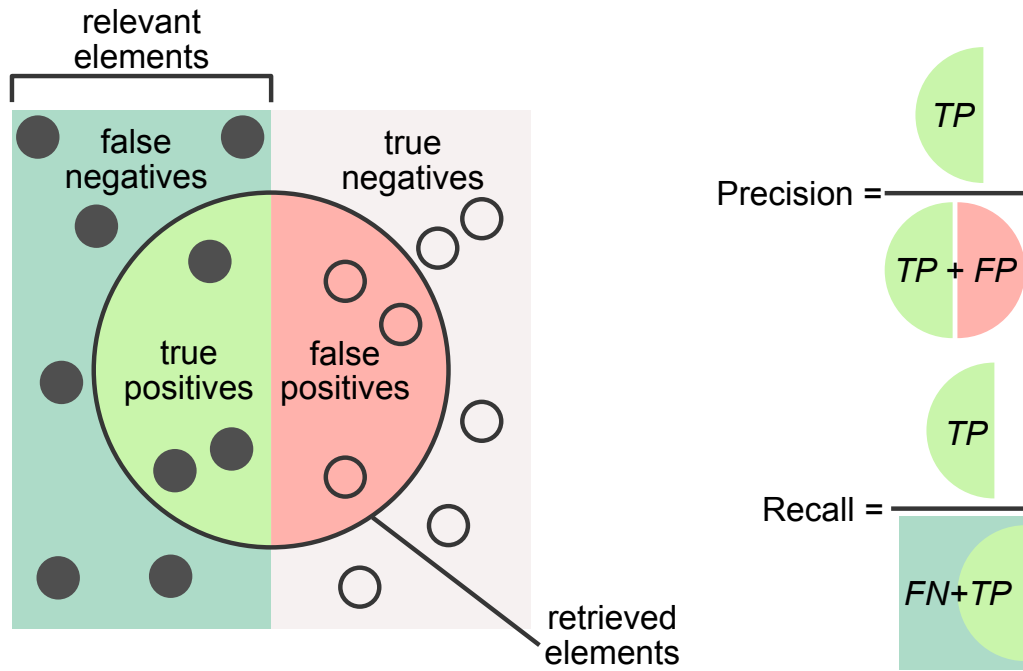 relevant
elements
false
negatives
true
negatives
true
positives
false
positives
retrieved
elements
TP
Precision =
TP + FP
TP
Recall =
FN+TP